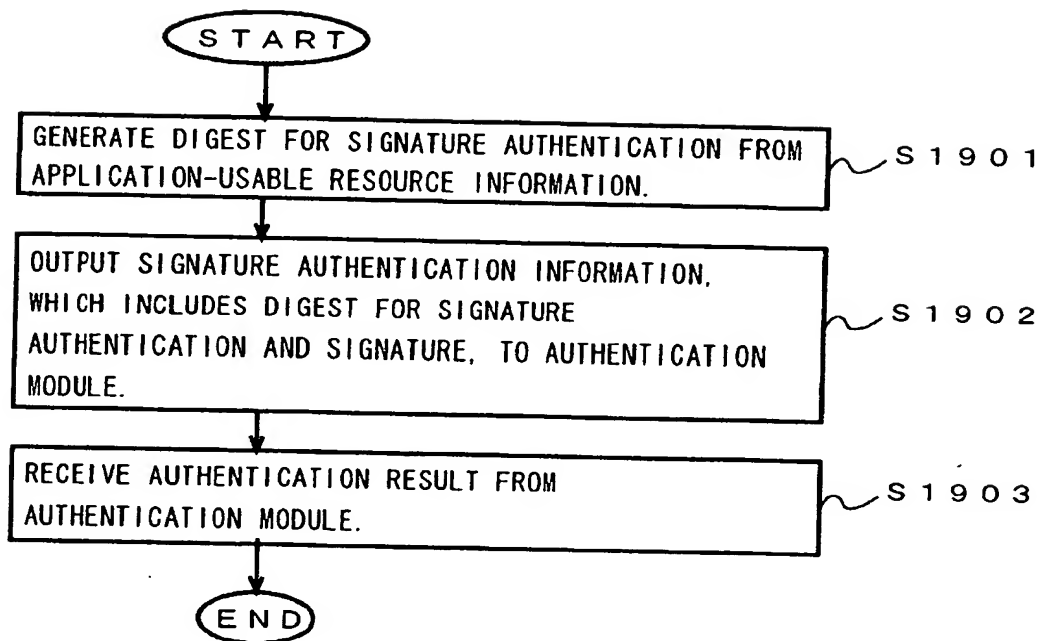 START
GENERATE DIGEST FOR SIGNATURE AUTHENTICATION FROM
APPLICATION-USABLE RESOURCE INFORMATION.
S1901
OUTPUT SIGNATURE AUTHENTICATION INFORMATION,
WHICH INCLUDES DIGEST FOR SIGNATURE
AUTHENTICATION AND SIGNATURE, TO AUTHENTICATION
MODULE.
S1902
RECEIVE AUTHENTICATION RESULT FROM
AUTHENTICATION MODULE.
S1903
END